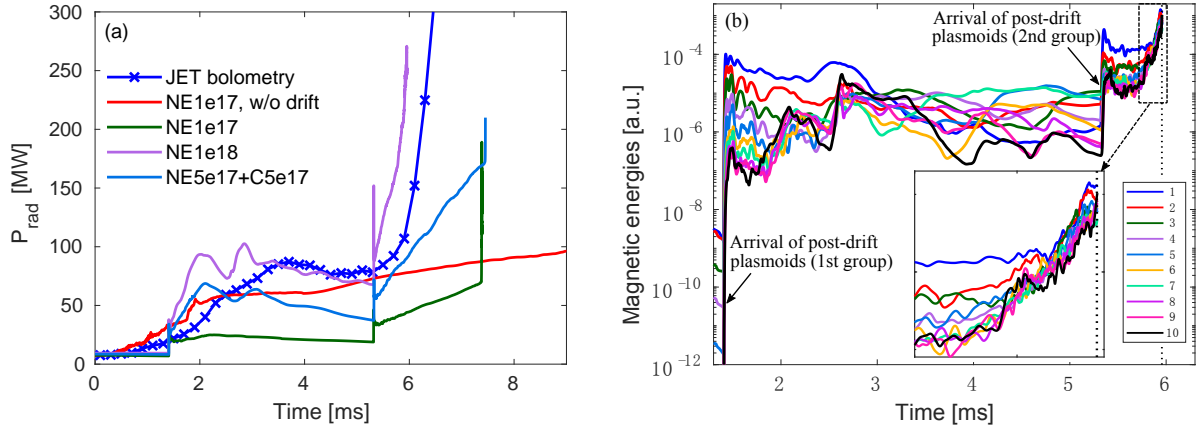 (a)
300
250
200
150
100
50
0
P_rad [MW]
JET bolometry
NE1e17, w/o drift
NE1e17
NE1e18
NE5e17+C5e17
0 2 4 6 8
Time [ms]
(b)
Arrival of post-drift
plasmoids (2nd group)
10^-4
10^-6
10^-8
10^-10
10^-12
Magnetic energies [a.u.]
Arrival of post-drift
plasmoids (1st group)
1
2
3
4
5
6
7
8
9
10
2 3 4 5 6
Time [ms]